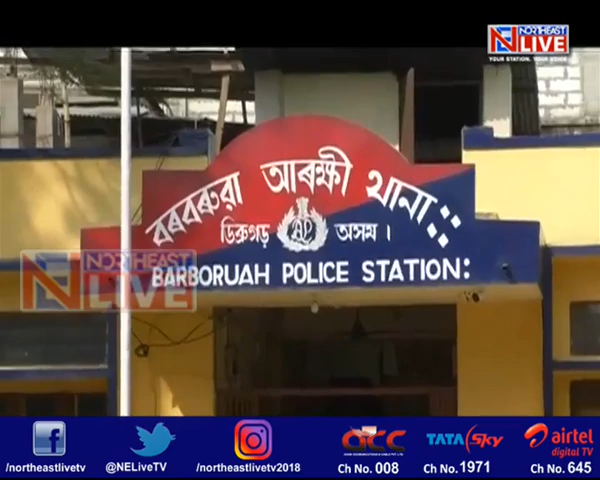 NORTHEAST
LIVE
YOUR STATION. YOUR VOICE
বৰবৰুৱা আৰক্ষী থানা::
ডিব্ৰুগড় AP অসম ।
BARBORUAH POLICE STATION:
NORTHEAST
LIVE
/northeastlivetv
@NELiveTV
/northeastlivetv2018
acc
Ch No. 008
TATA Sky
Ch No. 1971
airtel
digital TV
Ch No. 645